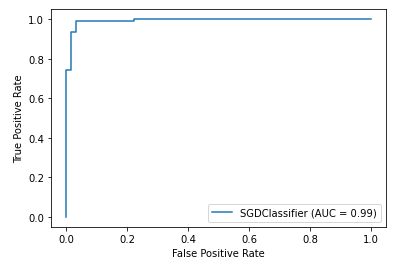 1.0
0.8
0.6
0.4
0.2
0.0
True Positive Rate
SGDClassifier (AUC = 0.99)
0.0 0.2 0.4 0.6 0.8 1.0
False Positive Rate